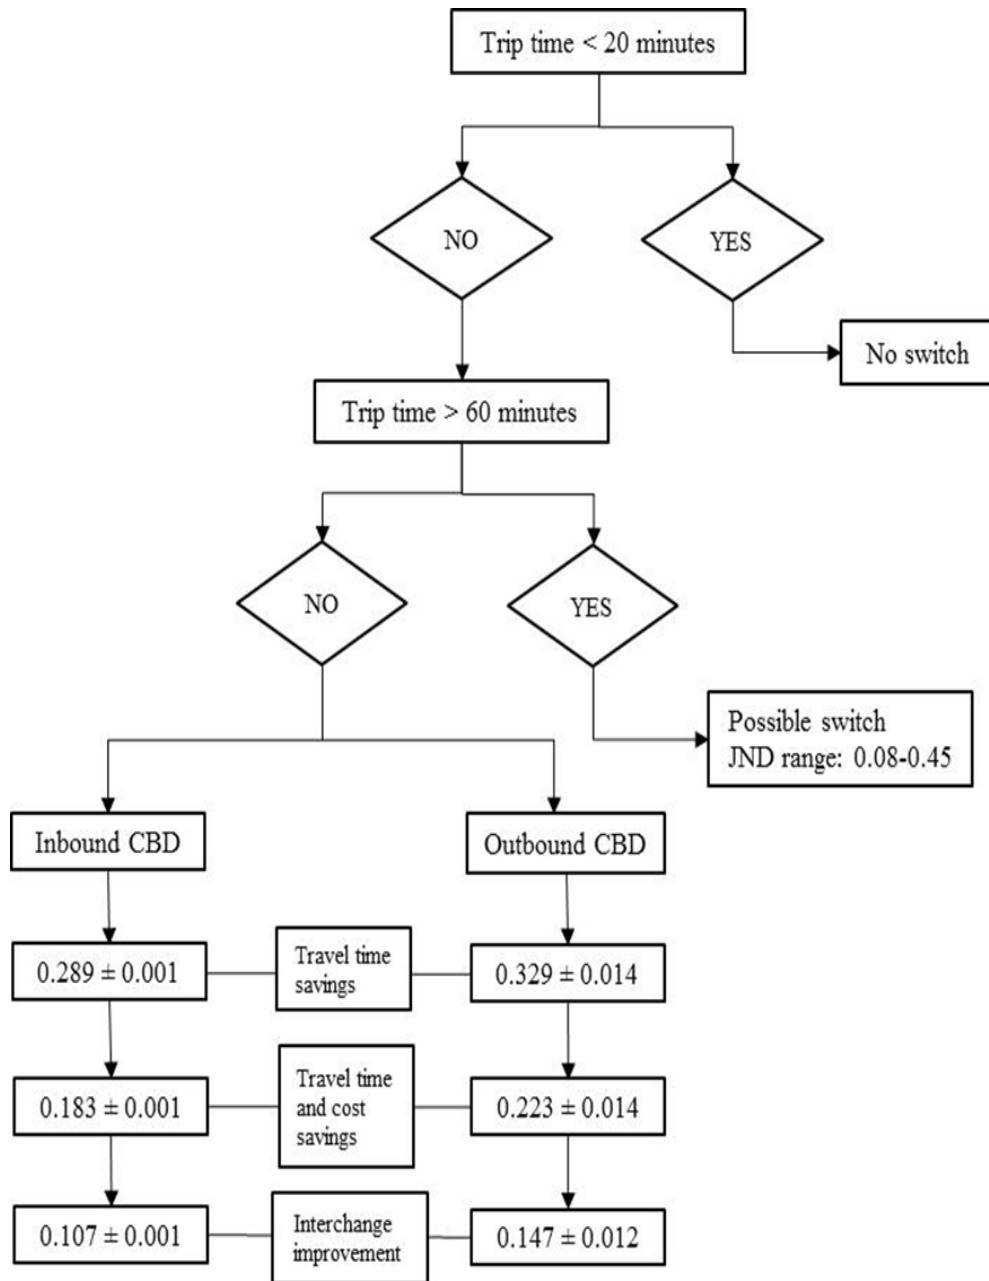 Trip time < 20 minutes
NO
YES
No switch
Trip time > 60 minutes
NO
YES
Possible switch
JND range: 0.08-0.45
Inbound CBD
Outbound CBD
0.289 ± 0.001
Travel time
savings
0.329 ± 0.014
0.183 ± 0.001
Travel time
and cost
savings
0.223 ± 0.014
0.107 ± 0.001
Interchange
improvement
0.147 ± 0.012